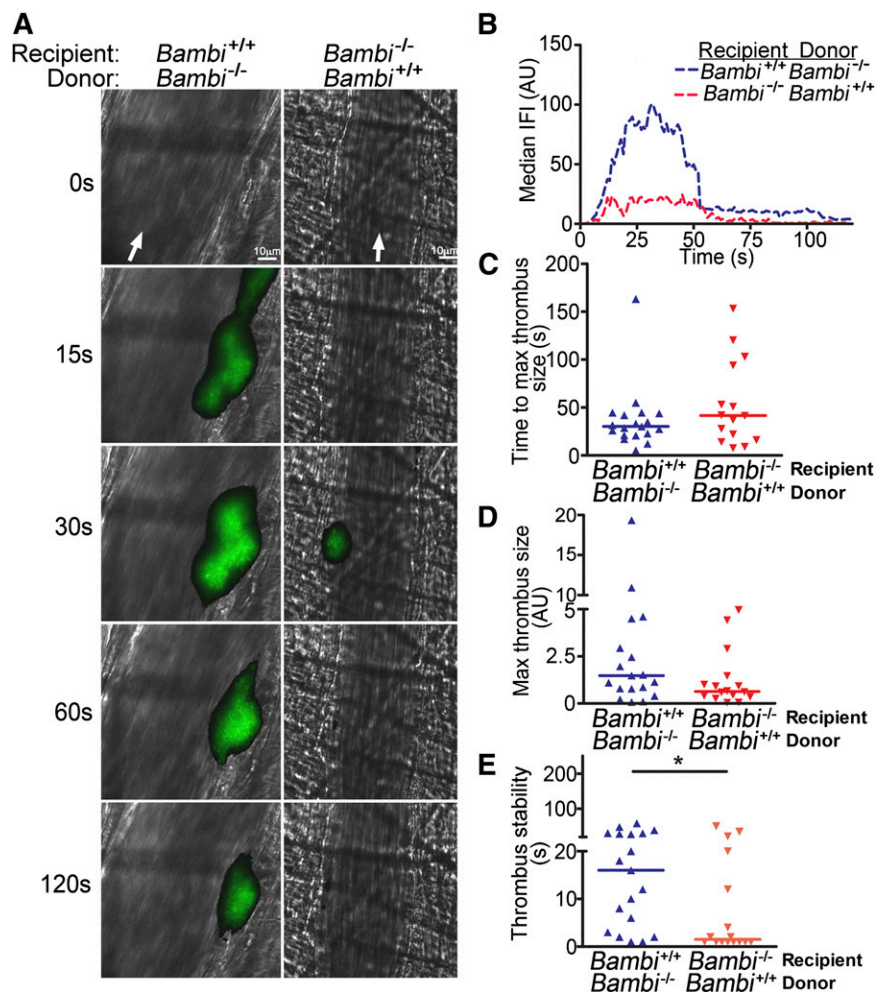 A
Recipient: Bambi+/+ Bambi-/-
Donor: Bambi-/- Bambi+/+
0s
10μm 10μm
15s
30s
60s
120s
B
Median IFI (AU)
150
100
50
0
0 25 50 75 100
Time (s)
Recipient Donor
Bambi+/+ Bambi-/-
Bambi-/- Bambi+/+
C
Time to max thrombus
size (s)
200
150
100
50
0
Bambi+/+ Bambi-/- Recipient
Bambi-/- Bambi+/+ Donor
D
Max thrombus size
(AU)
20
15
10
5
2.5
0
Bambi+/+ Bambi-/- Recipient
Bambi-/- Bambi+/+ Donor
E
Thrombus stability
(s)
200
100
20
10
0
*
Bambi+/+ Bambi-/- Recipient
Bambi-/- Bambi+/+ Donor